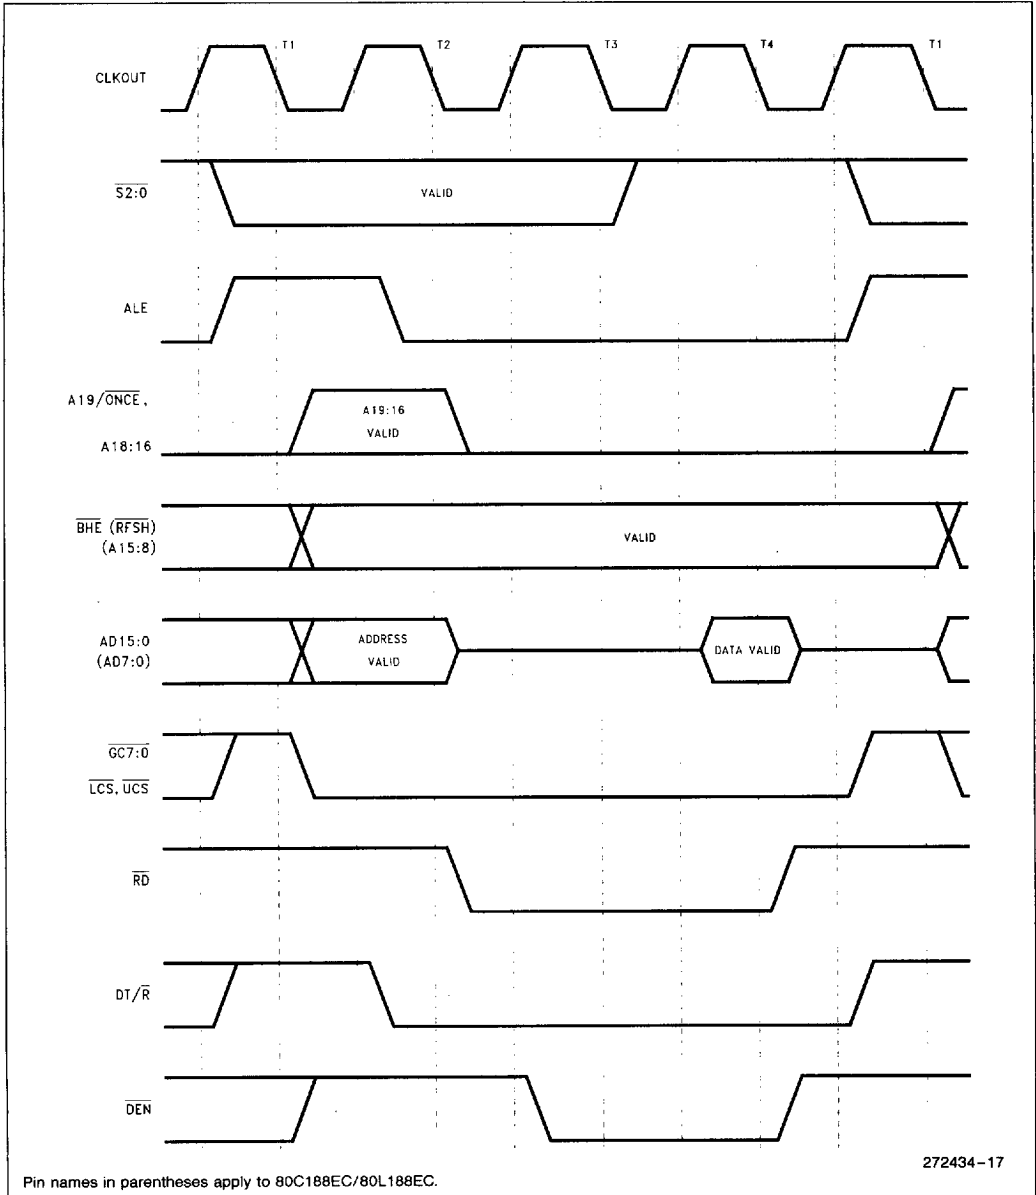 T1 T2 T3 T4 T1
CLKOUT
S2:0
VALID
ALE
A19/ONCE,
A18:16
A19:16
VALID
BHE (RFSH)
(A15:8)
VALID
AD15:0
(AD7:0)
ADDRESS
VALID
DATA VALID
GC7:0
LCS, UCS
RD
DT/R
DEN
272434-17
Pin names in parentheses apply to 80C188EC/80L188EC.